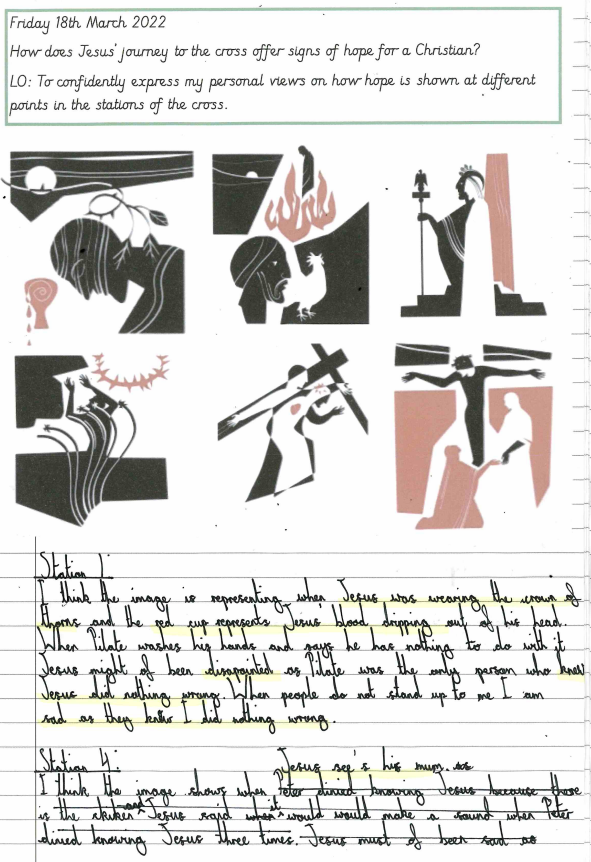 Friday 18th March 2022
How does Jesus' journey to the cross offer signs of hope for a Christian?
LO: To confidently express my personal views on how hope is shown at different
points in the stations of the cross.
Station 1:
I think the image is representing when Jesus was wearing the crown of
thorns and the red cup represents Jesus' blood dripping out of his head.
When Pilate washes his hands and says he has nothing to do with it
Jesus might of been disapointed as Pilate was the only person who knew
Jesus did nothing wrong. When people do not stand up to me I am
sad as they knew I did nothing wrong.
Station 4:
Jesus see's his mum. as
I think the image shows when Peter dinied knowing Jesus because there
is the chiken and Jesus said when it would would make a sound when Peter
dinied knowing Jesus three times. Jesus must of been sad as